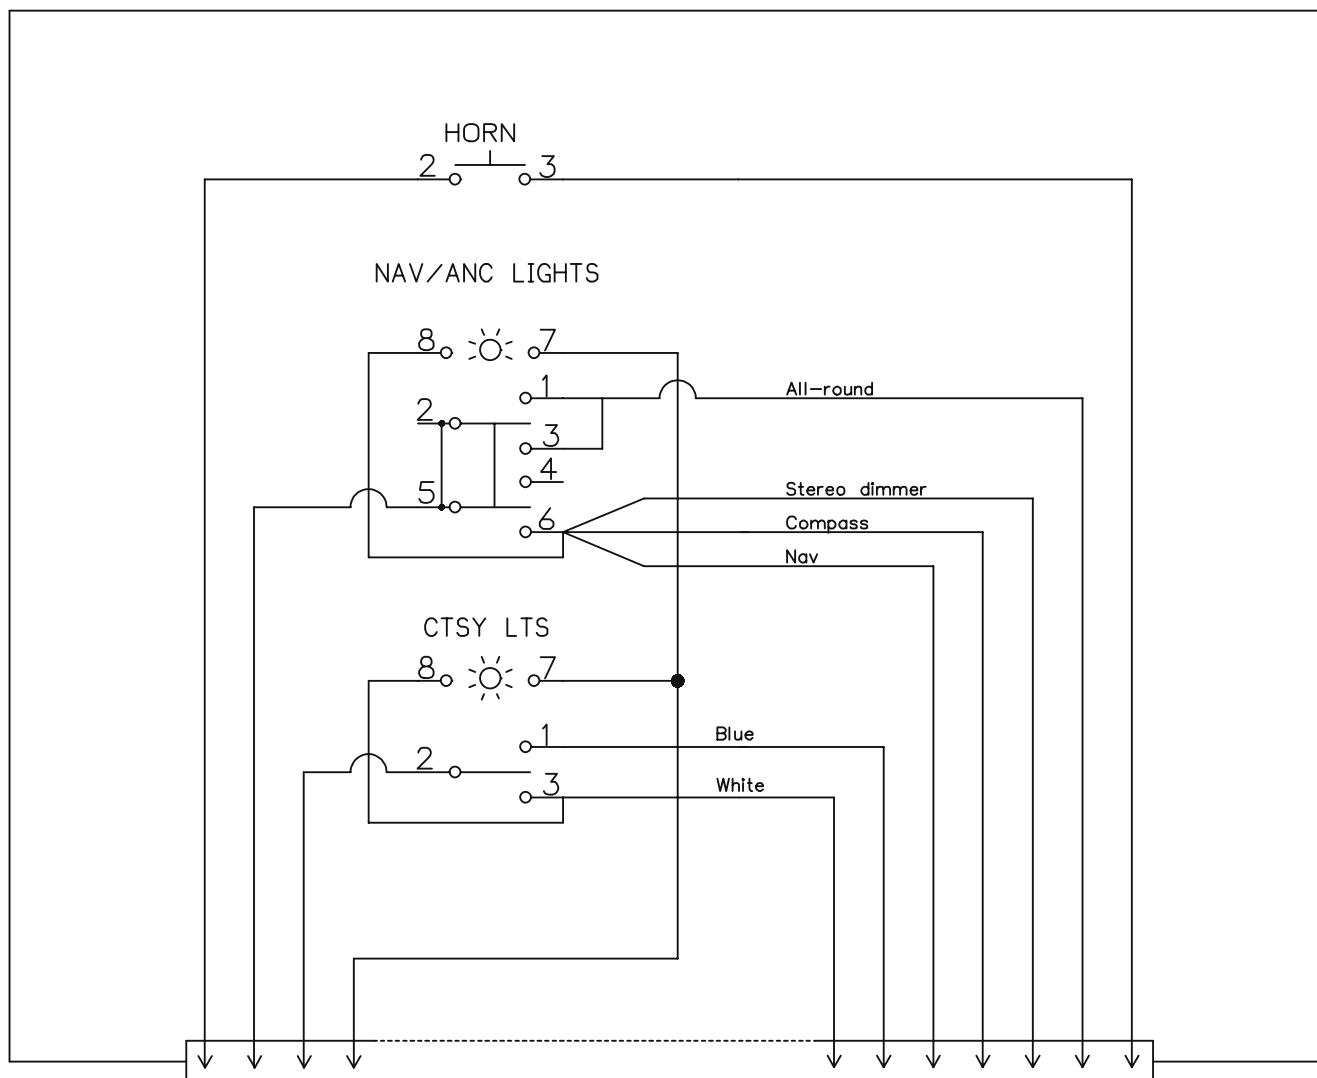 HORN
2 3
NAV/ANC LIGHTS
8 7
1 All-round
2
3
4
5 Stereo dimmer
6 Compass
Nav
CTSY LTS
8 7
1 Blue
2
3 White